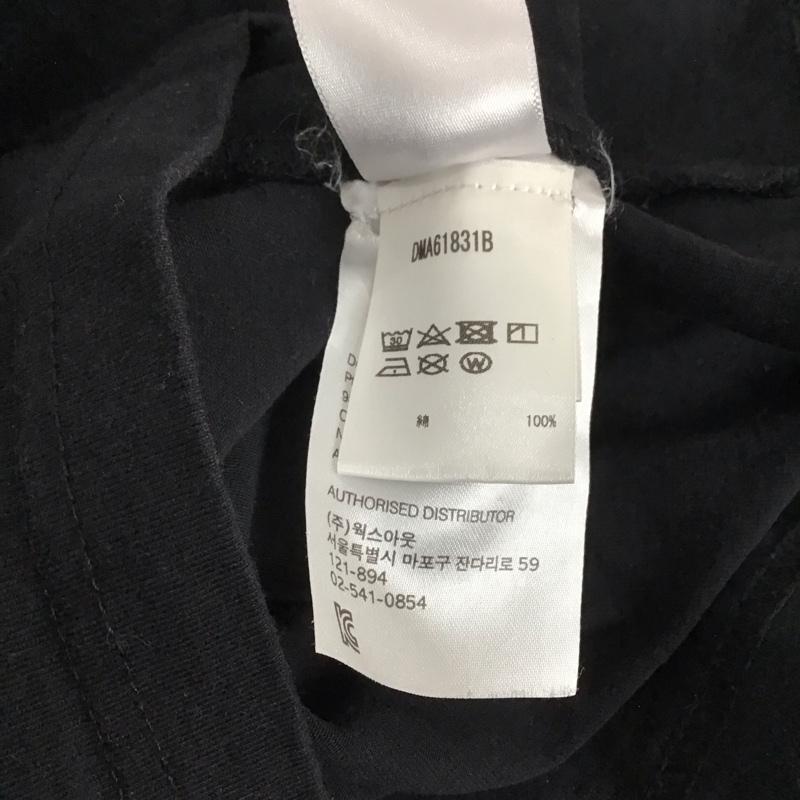 DMA61831B
30
W
綿 100%
AUTHORISED DISTRIBUTOR
(주)웍스아웃
서울특별시 마포구 잔다리로 59
121-894
02-541-0854